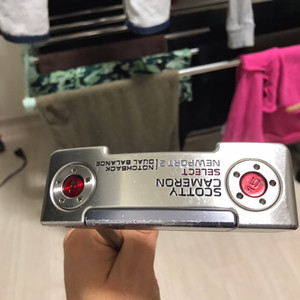 SCOTTY
CAMERON
SELECT
NEWPORT 2
NOTCHBACK
DUAL BALANCE